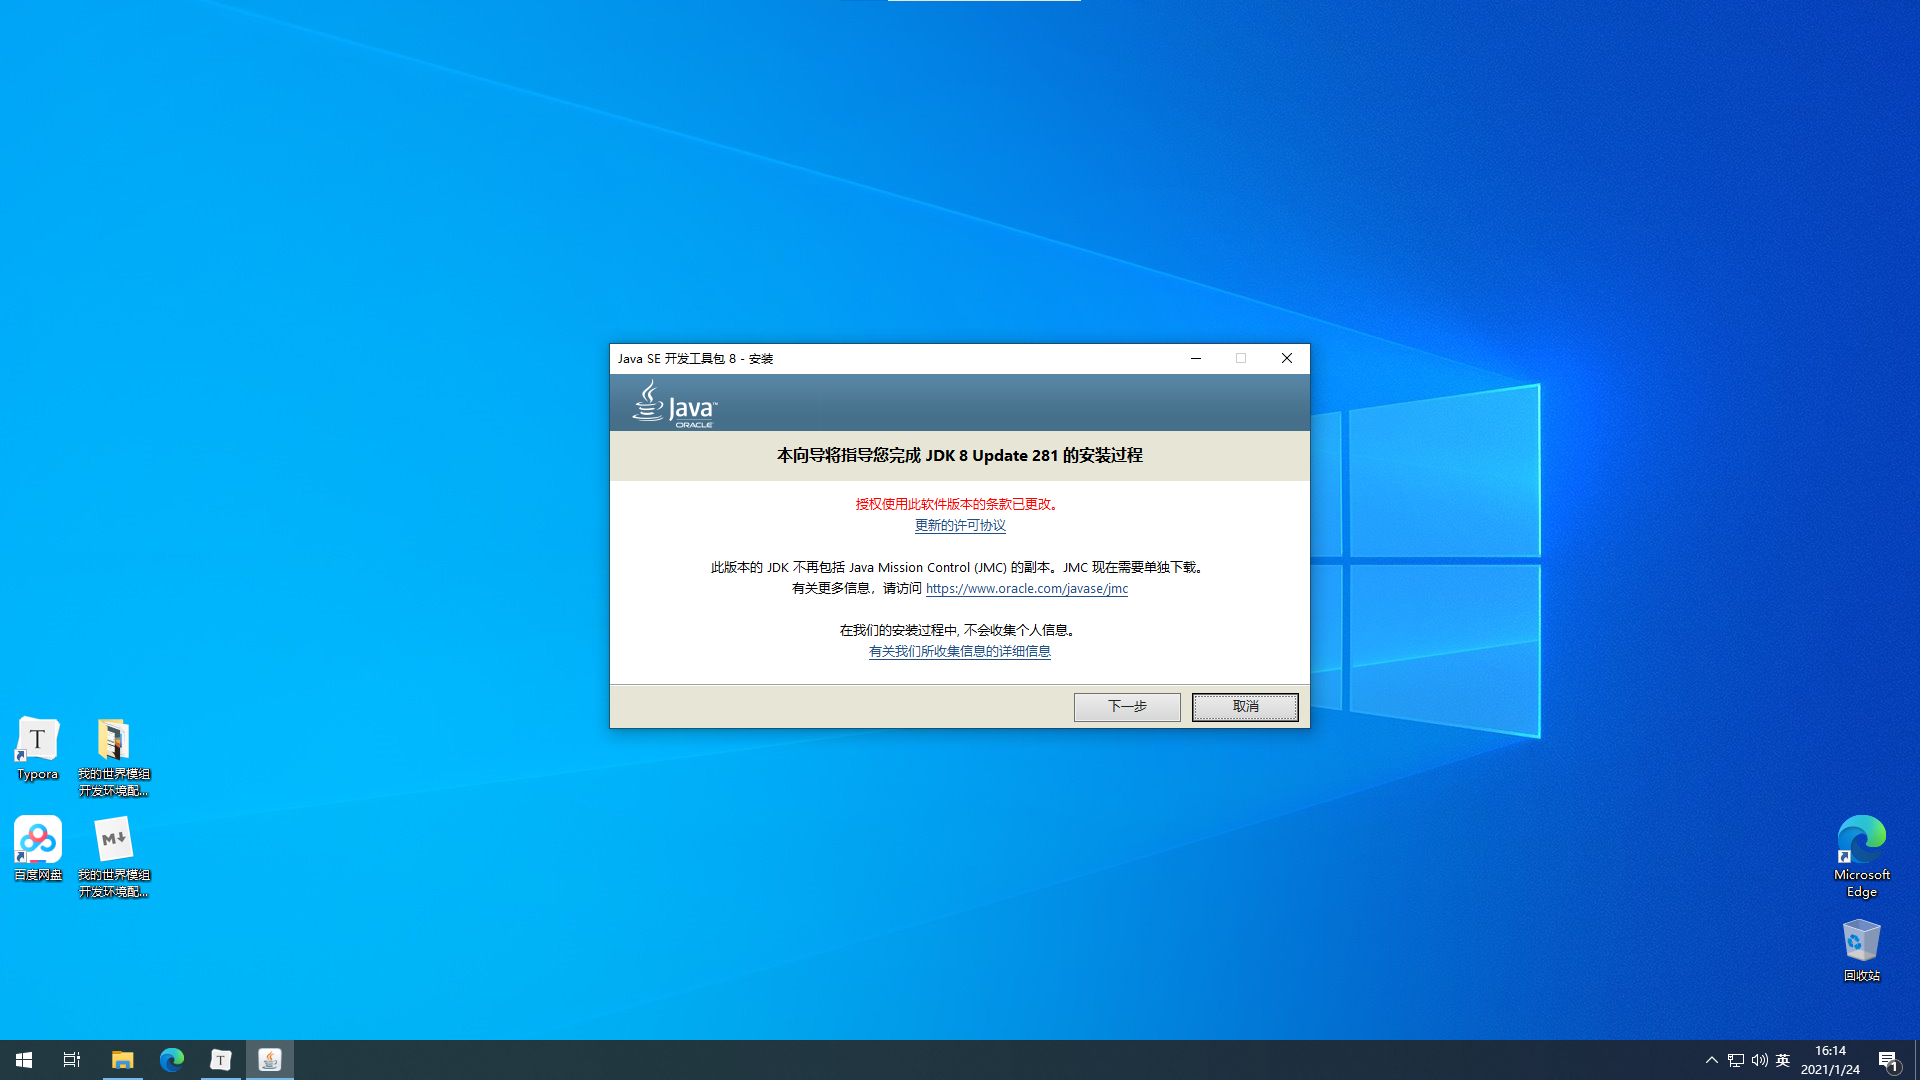 Java SE 开发工具包 8 - 安装
Java™
ORACLE
本向导将指导您完成 JDK 8 Update 281 的安装过程
授权使用此软件版本的条款已更改。
更新的许可协议
此版本的 JDK 不再包括 Java Mission Control (JMC) 的副本。JMC 现在需要单独下载。
有关更多信息，请访问 https://www.oracle.com/javase/jmc
在我们的安装过程中, 不会收集个人信息。
有关我们所收集信息的详细信息
下一步
取消
T
Typora
我的世界模组
开发环境配...
百度网盘
M
我的世界模组
开发环境配...
Microsoft
Edge
回收站
T
英
16:14
2021/1/24
1